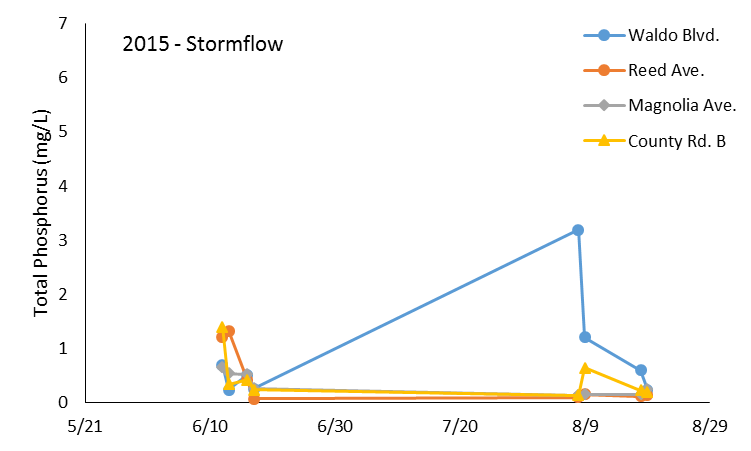 2015 - Stormflow
Total Phosphorus (mg/L)
7
6
5
4
3
2
1
0
5/21 6/10 6/30 7/20 8/9 8/29
Waldo Blvd.
Reed Ave.
Magnolia Ave.
County Rd. B